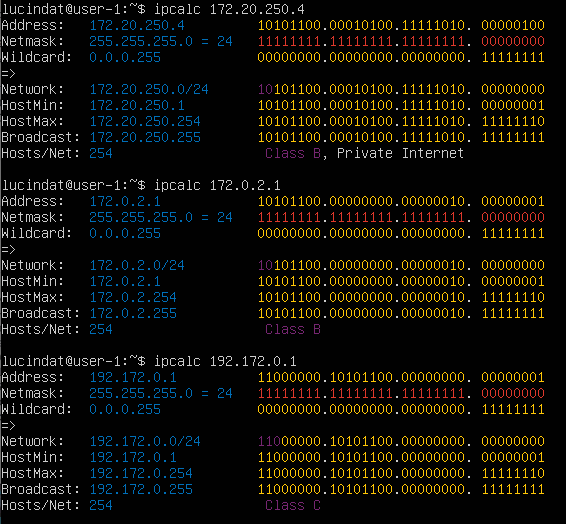 lucindat@user-1:~$ ipcalc 172.20.250.4
Address:   172.20.250.4         10101100.00010100.11111010. 00000100
Netmask:   255.255.255.0 = 24   11111111.11111111.11111111. 00000000
Wildcard:  0.0.0.255            00000000.00000000.00000000. 11111111
=>
Network:   172.20.250.0/24      10101100.00010100.11111010. 00000000
HostMin:   172.20.250.1         10101100.00010100.11111010. 00000001
HostMax:   172.20.250.254       10101100.00010100.11111010. 11111110
Broadcast: 172.20.250.255       10101100.00010100.11111010. 11111111
Hosts/Net: 254                   Class B, Private Internet
lucindat@user-1:~$ ipcalc 172.0.2.1
Address:   172.0.2.1            10101100.00000000.00000010. 00000001
Netmask:   255.255.255.0 = 24   11111111.11111111.11111111. 00000000
Wildcard:  0.0.0.255            00000000.00000000.00000000. 11111111
=>
Network:   172.0.2.0/24         10101100.00000000.00000010. 00000000
HostMin:   172.0.2.1            10101100.00000000.00000010. 00000001
HostMax:   172.0.2.254          10101100.00000000.00000010. 11111110
Broadcast: 172.0.2.255          10101100.00000000.00000010. 11111111
Hosts/Net: 254                   Class B
lucindat@user-1:~$ ipcalc 192.172.0.1
Address:   192.172.0.1          11000000.10101100.00000000. 00000001
Netmask:   255.255.255.0 = 24   11111111.11111111.11111111. 00000000
Wildcard:  0.0.0.255            00000000.00000000.00000000. 11111111
=>
Network:   192.172.0.0/24       11000000.10101100.00000000. 00000000
HostMin:   192.172.0.1          11000000.10101100.00000000. 00000001
HostMax:   192.172.0.254        11000000.10101100.00000000. 11111110
Broadcast: 192.172.0.255        11000000.10101100.00000000. 11111111
Hosts/Net: 254                   Class C